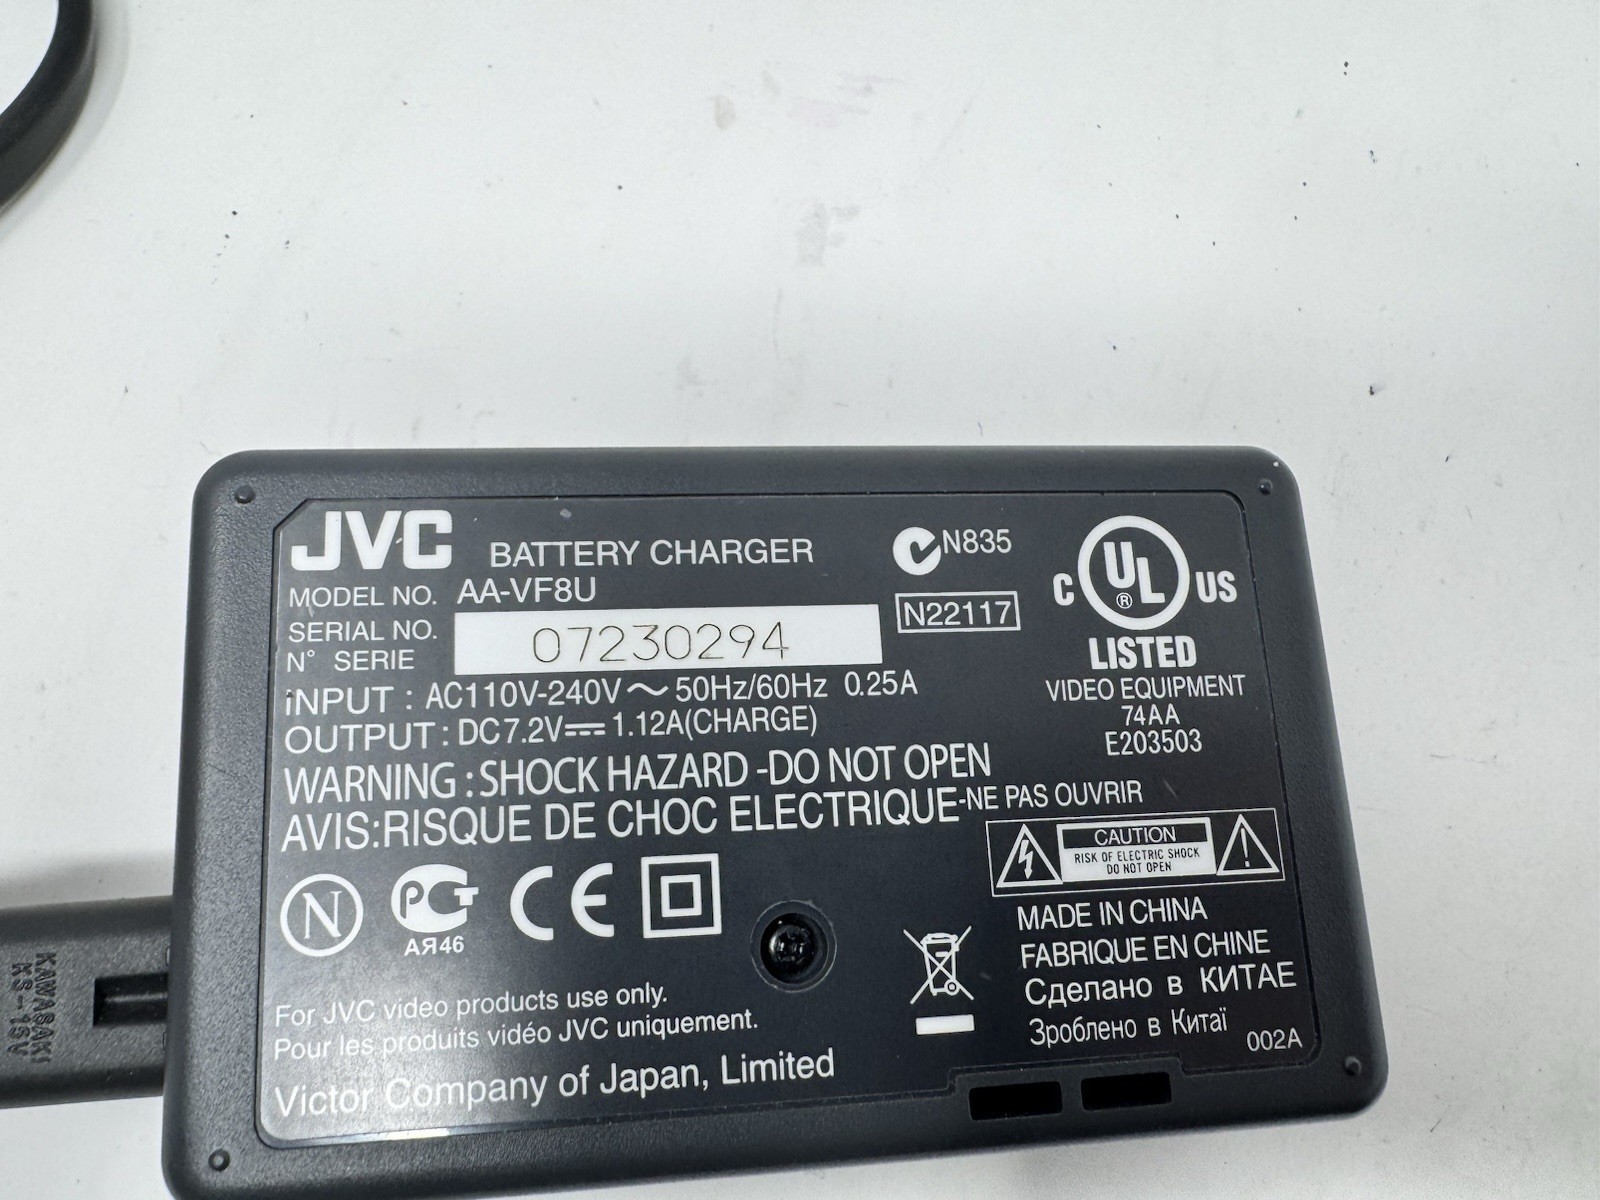 JVC BATTERY CHARGER
MODEL NO. AA-VF8U
SERIAL NO.
N° SERIE
07230294
INPUT : AC110V-240V ~ 50Hz/60Hz 0.25A
OUTPUT : DC7.2V⎓ 1.12A(CHARGE)
WARNING : SHOCK HAZARD -DO NOT OPEN
AVIS:RISQUE DE CHOC ELECTRIQUE-NE PAS OUVRIR
N835
N22117
C UL ® US
LISTED
VIDEO EQUIPMENT
74AA
E203503
CAUTION
RISK OF ELECTRIC SHOCK
DO NOT OPEN
N
РСТ
АЯ46
CE
MADE IN CHINA
FABRIQUE EN CHINE
Сделано в КИТАЕ
Зроблено в Китаї
002A
For JVC video products use only.
Pour les produits vidéo JVC uniquement.
Victor Company of Japan, Limited
KAWASAKI
KS-15V